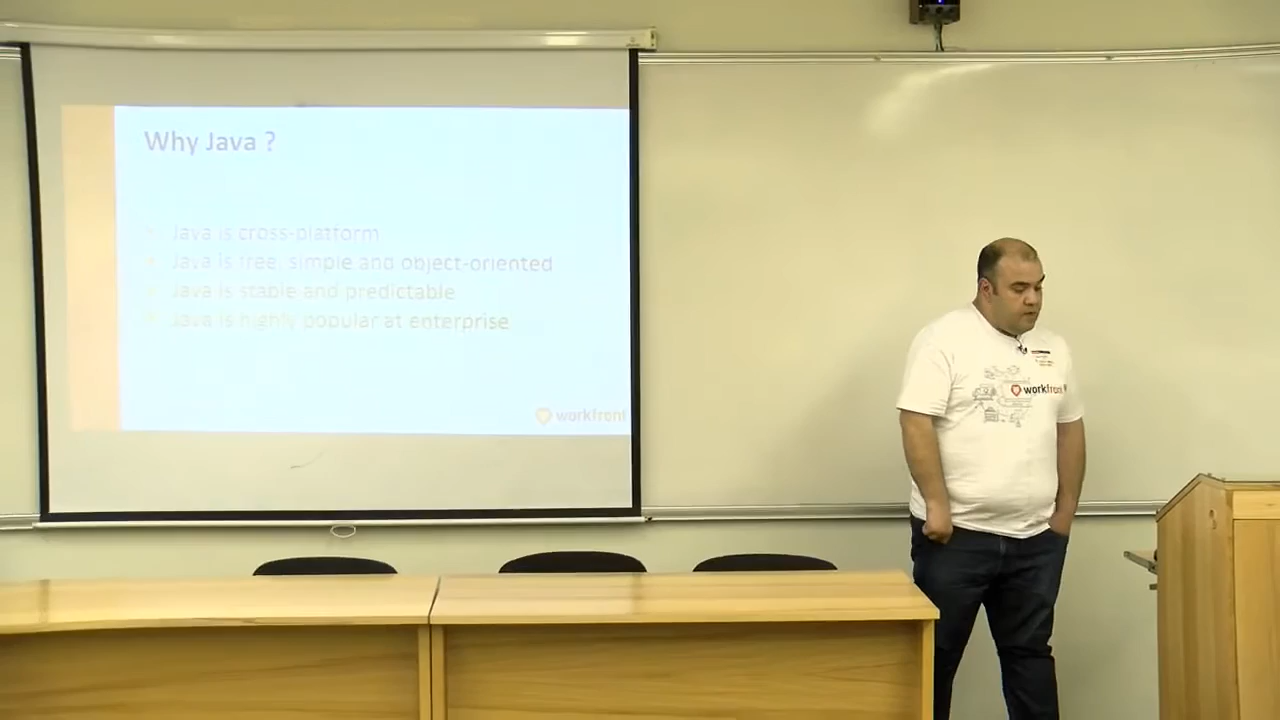 Why Java ?
Java is cross-platform
Java is free, simple and object-oriented
Java is stable and predictable
Java is highly popular at enterprise
workfront
workfront